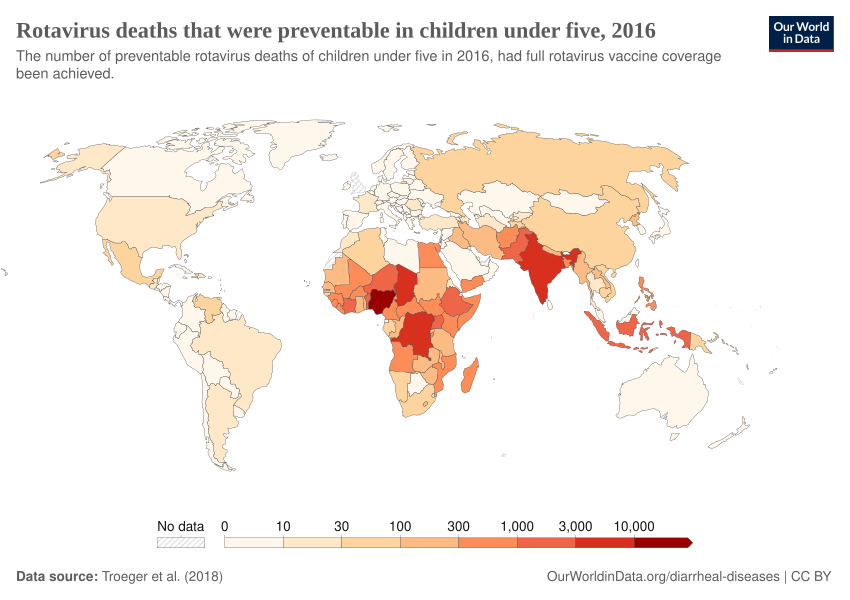 Rotavirus deaths that were preventable in children under five, 2016
Our World
in Data
The number of preventable rotavirus deaths of children under five in 2016, had full rotavirus vaccine coverage
been achieved.
No data
0
10
30
100
300
1,000
3,000
10,000
Data source: Troeger et al. (2018)
OurWorldinData.org/diarrheal-diseases | CC BY